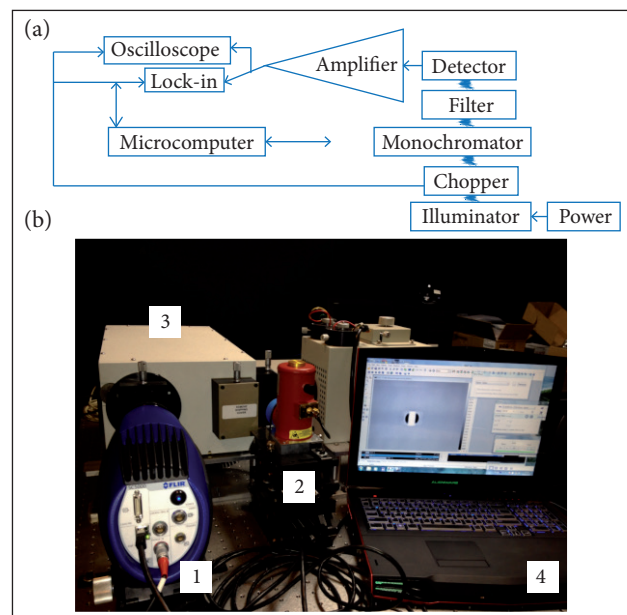 (a)
Oscilloscope
Lock-in
Amplifier
Detector
Filter
Microcomputer
Monochromator
Chopper
Illuminator
Power
(b)
3
2
FLIR
1
4